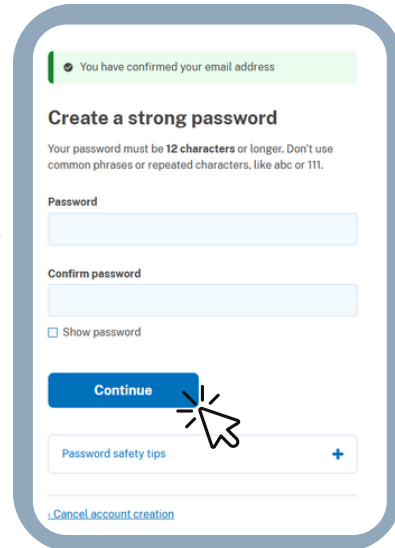 You have confirmed your email address
Create a strong password
Your password must be 12 characters or longer. Don't use
common phrases or repeated characters, like abc or 111.
Password
Confirm password
Show password
Continue
Password safety tips
‹ Cancel account creation